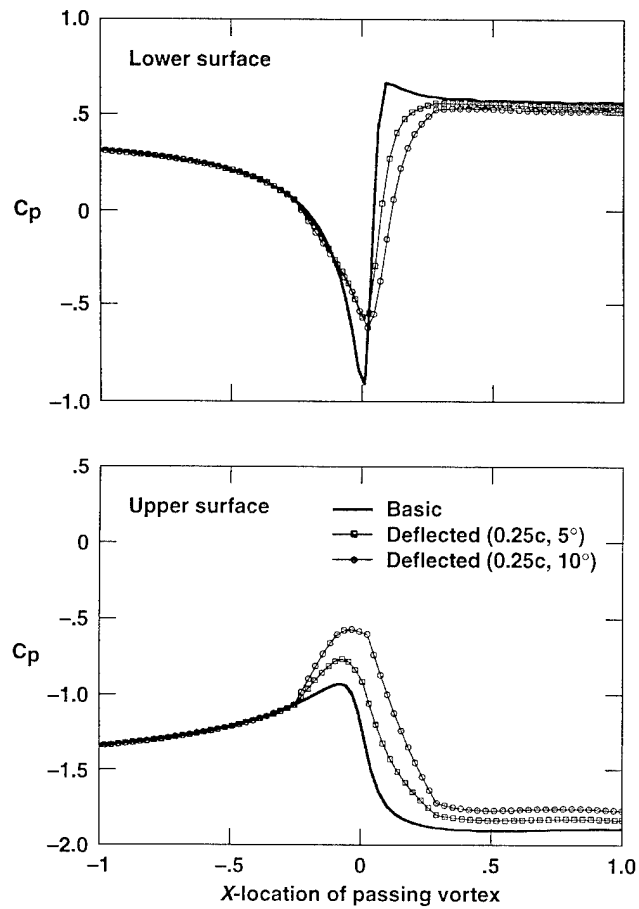 1.0
Lower surface
.5
Cp
0
–.5
–1.0
.5
Upper surface
Basic
0
Deflected (0.25c, 5°)
Deflected (0.25c, 10°)
–.5
Cp
–1.0
–1.5
–2.0
–1
–.5
0
.5
1.0
X-location of passing vortex